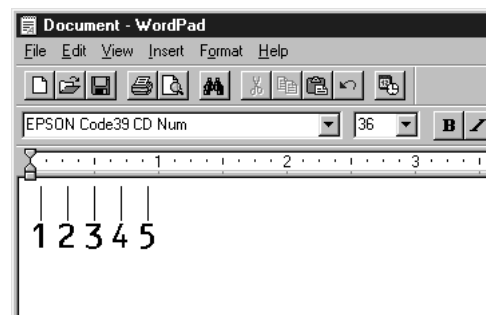 Document - WordPad
File Edit View Insert Format Help
EPSON Code39 CD Num 36 B I
1 2 3
1 2 3 4 5